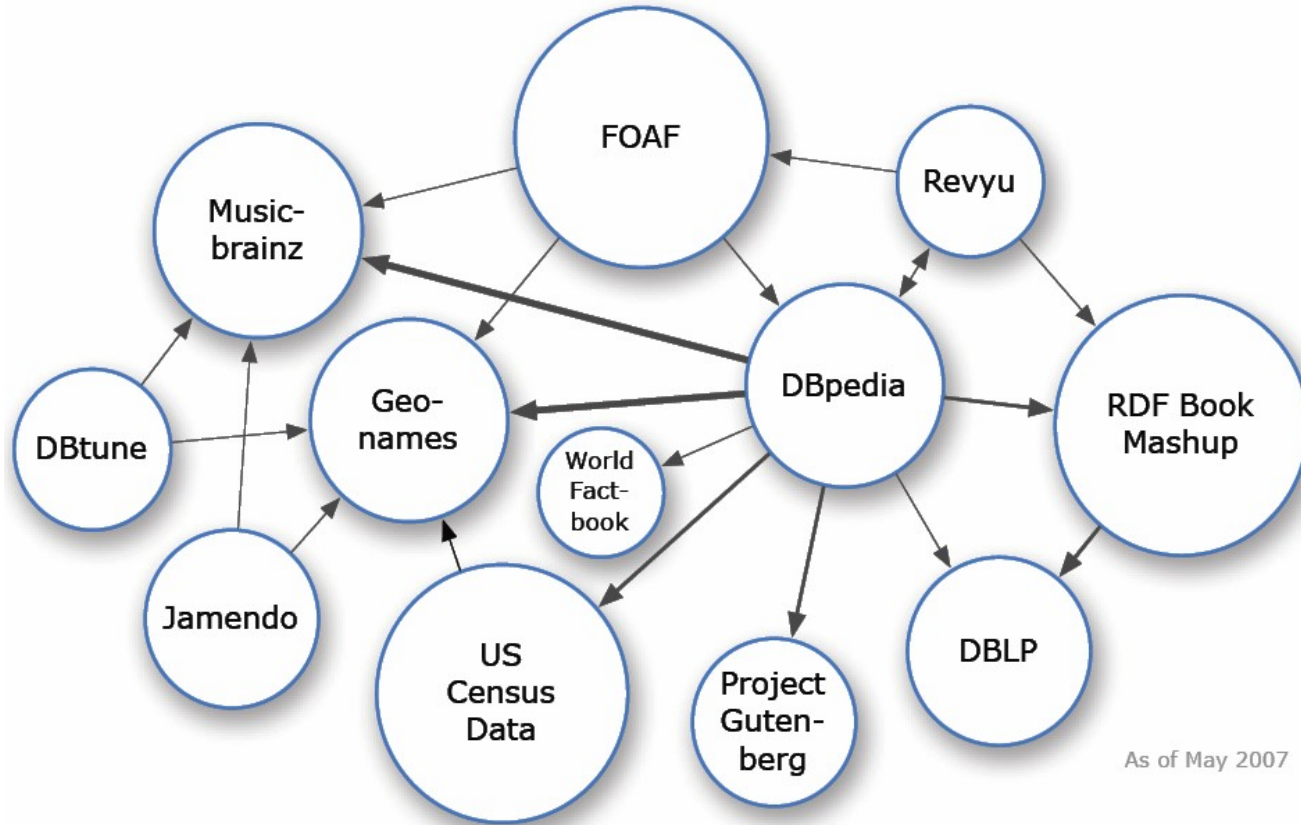 FOAF
Revyu
Music-
brainz
DBpedia
Geo-
names
RDF Book
Mashup
DBtune
World
Fact-
book
Jamendo
US
Census
Data
Project
Guten-
berg
DBLP
As of May 2007